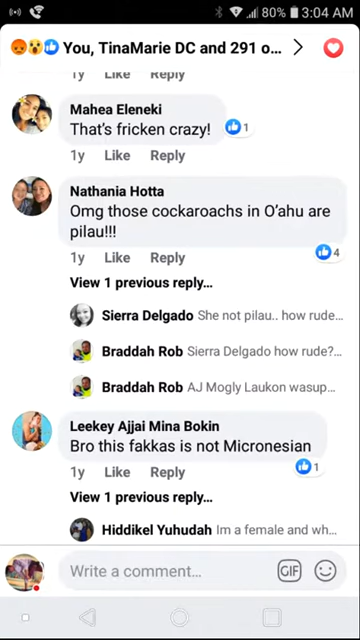 80% 3:04 AM
You, TinaMarie DC and 291 o...
1y Like Reply
Mahea Eleneki
That's fricken crazy!
1
1y Like Reply
Nathania Hotta
Omg those cockaroachs in O'ahu are
pilau!!!
4
1y Like Reply
View 1 previous reply...
Sierra Delgado She not pilau.. how rude...
Braddah Rob Sierra Delgado how rude?...
Braddah Rob AJ Mogly Laukon wasup...
Leekey Ajjai Mina Bokin
Bro this fakkas is not Micronesian
1
1y Like Reply
View 1 previous reply...
Hiddikel Yuhudah Im a female and wh...
Write a comment...
GIF